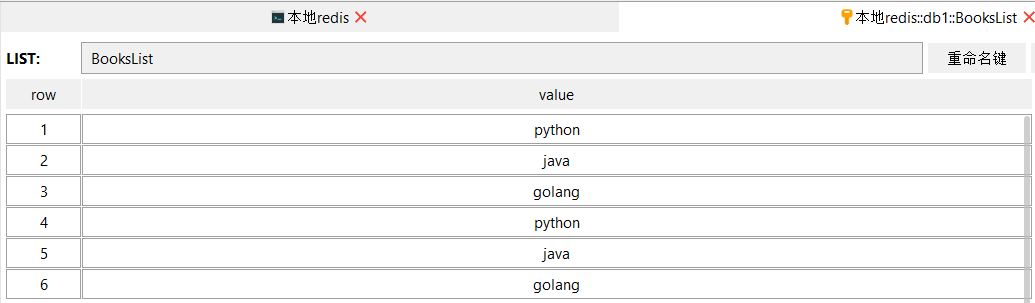 本地redis 本地redis::db1::BooksList
LIST: BooksList 重命名键
row value
1 python
2 java
3 golang
4 python
5 java
6 golang